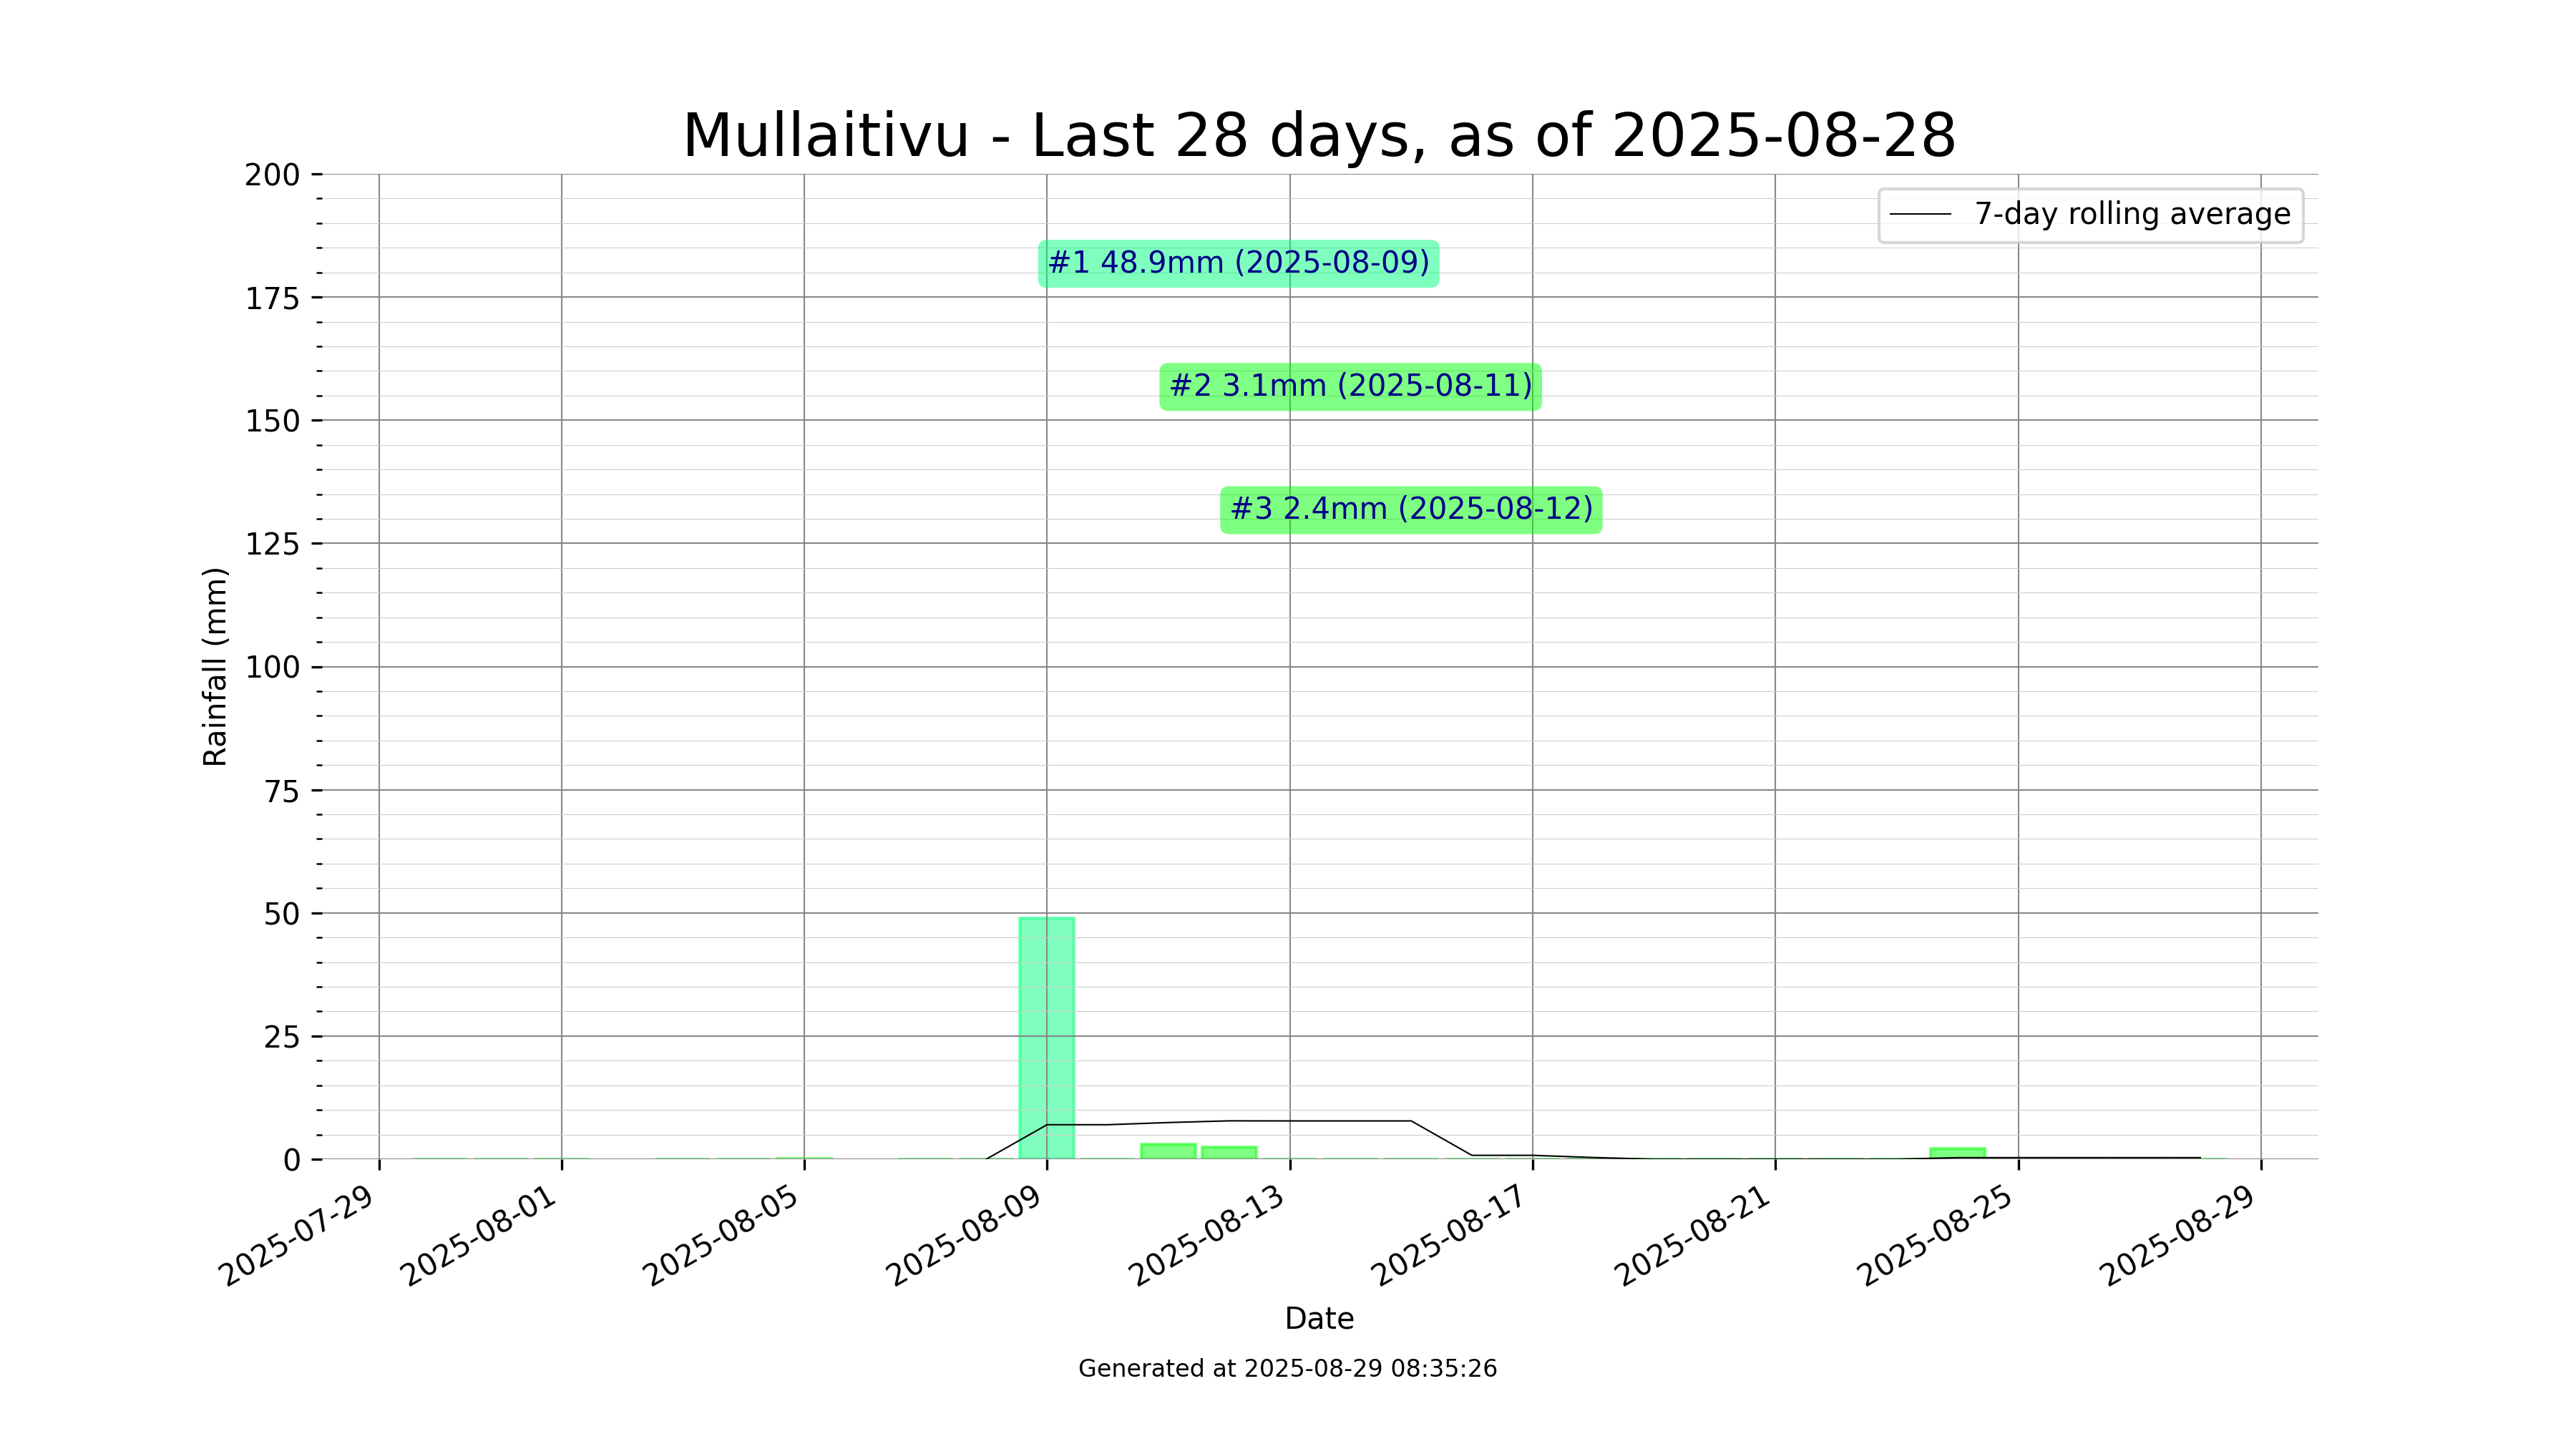 Mullaitivu - Last 28 days, as of 2025-08-28
7-day rolling average
#1 48.9mm (2025-08-09)
#2 3.1mm (2025-08-11)
#3 2.4mm (2025-08-12)
Rainfall (mm)
200
175
150
125
100
75
50
25
0
2025-07-29
2025-08-01
2025-08-05
2025-08-09
2025-08-13
2025-08-17
2025-08-21
2025-08-25
2025-08-29
Date
Generated at 2025-08-29 08:35:26